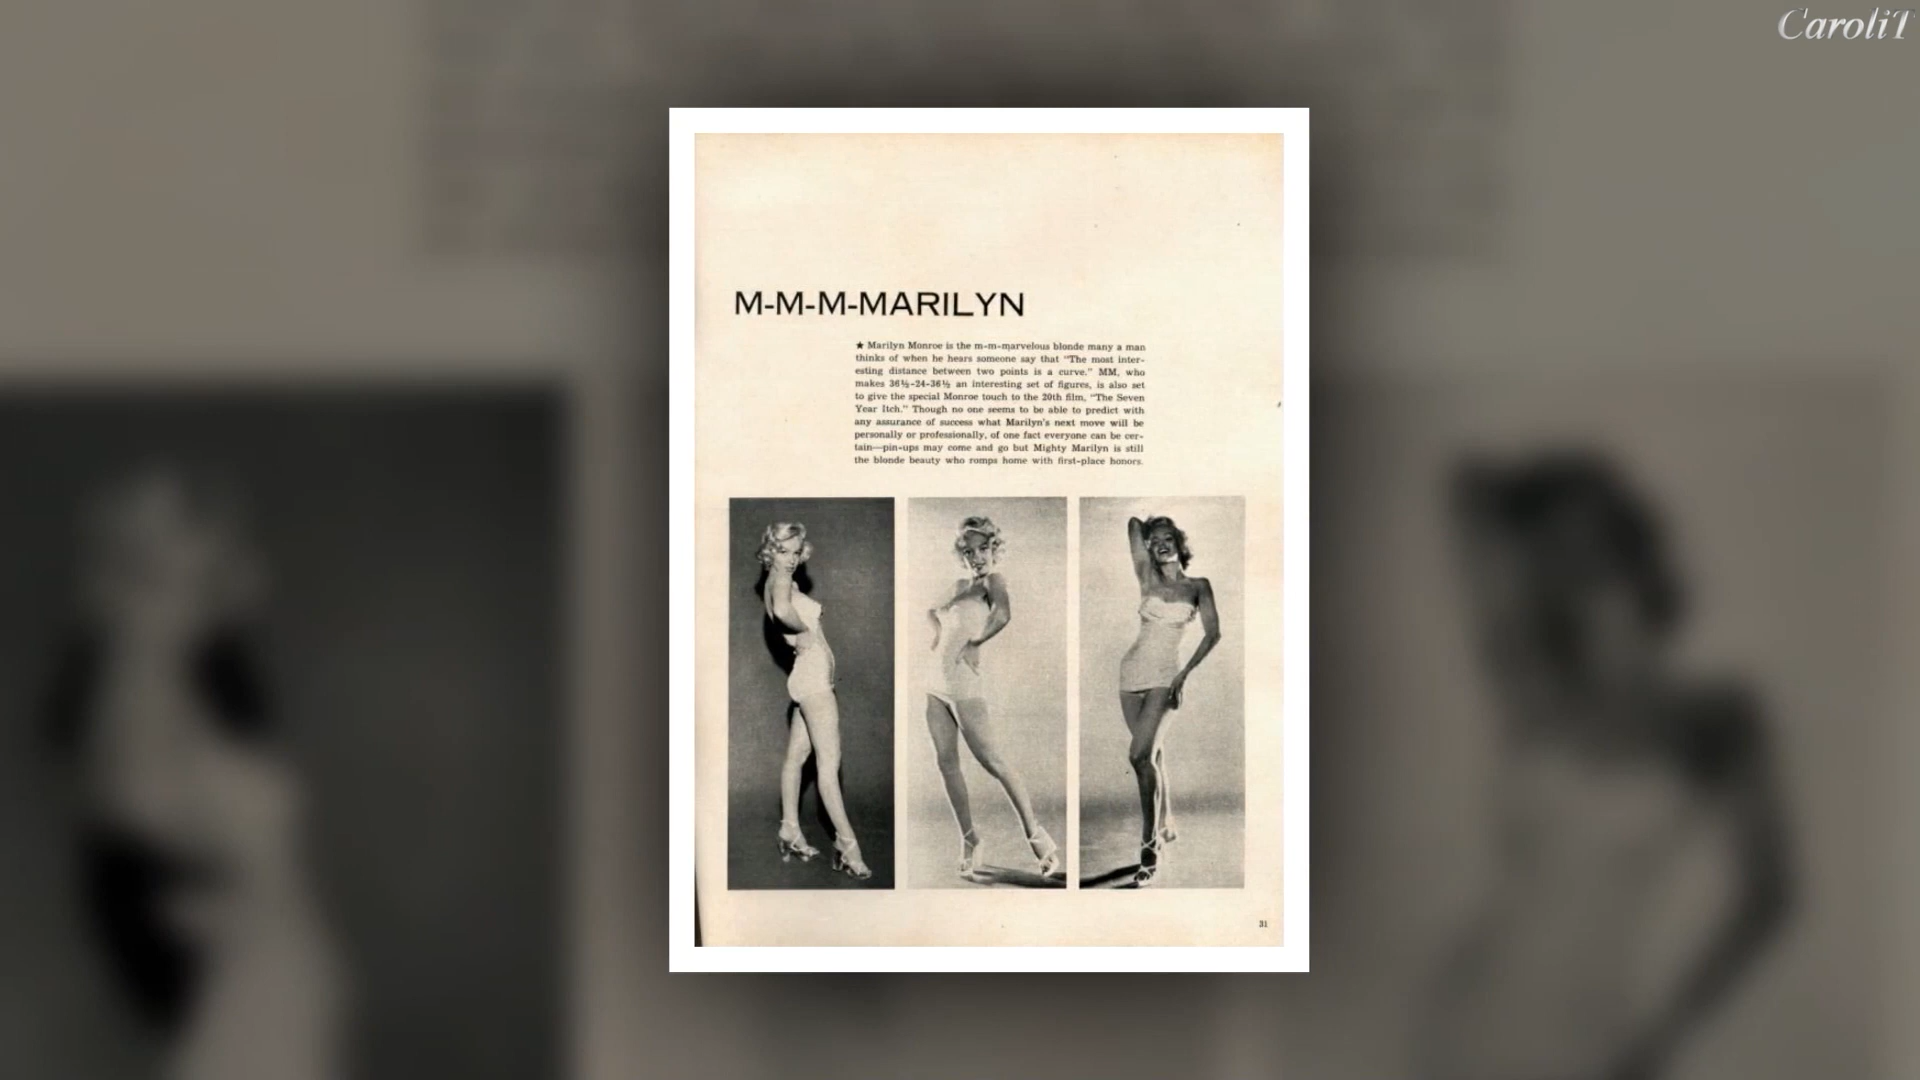 CaroliT
M-M-M-MARILYN
★ Marilyn Monroe is the m-m-marvelous blonde many a man
thinks of when he hears someone say that "The most inter-
esting distance between two points is a curve." MM, who
makes 36½-24-36½ an interesting set of figures, is also set
to give the special Monroe touch to the 20th film, "The Seven
Year Itch." Though no one seems to be able to predict with
any assurance of success what Marilyn's next move will be
personally or professionally, of one fact everyone can be cer-
tain—pin-ups may come and go but Mighty Marilyn is still
the blonde beauty who romps home with first-place honors.
31